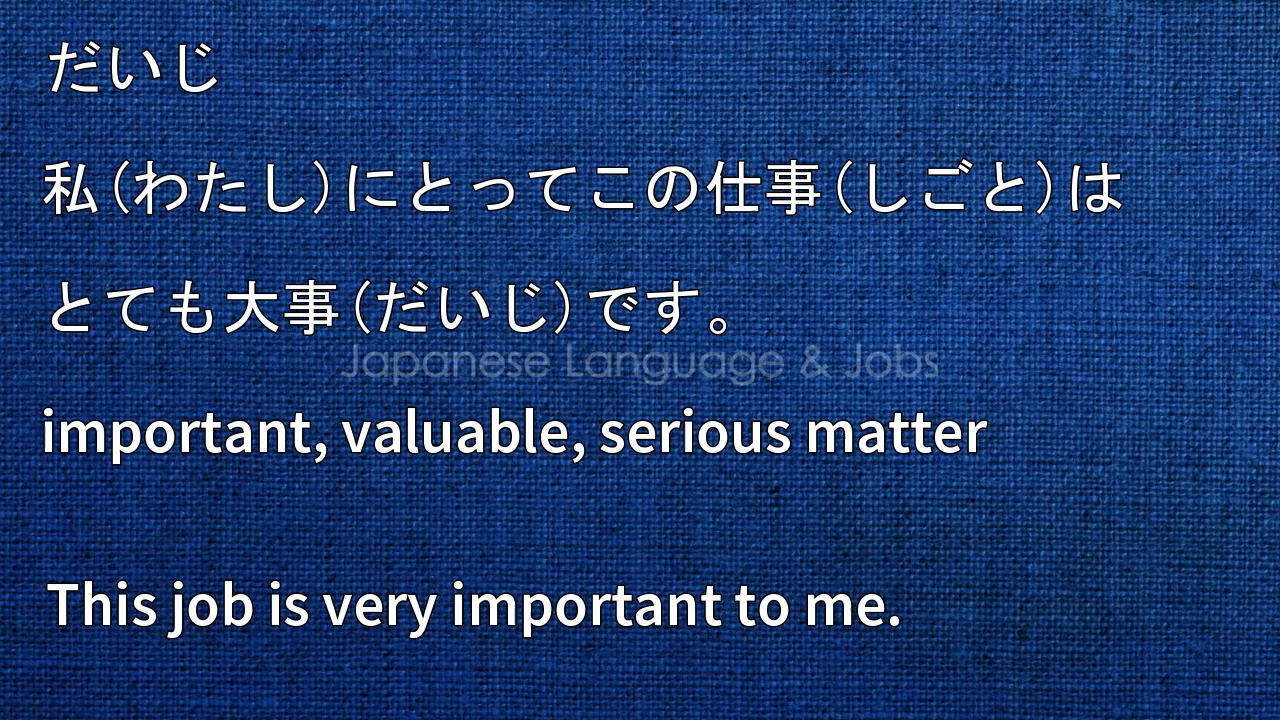 だいじ
私（わたし）にとってこの仕事（しごと）は
とても大事（だいじ）です。
Japanese Language & Jobs
important, valuable, serious matter
This job is very important to me.